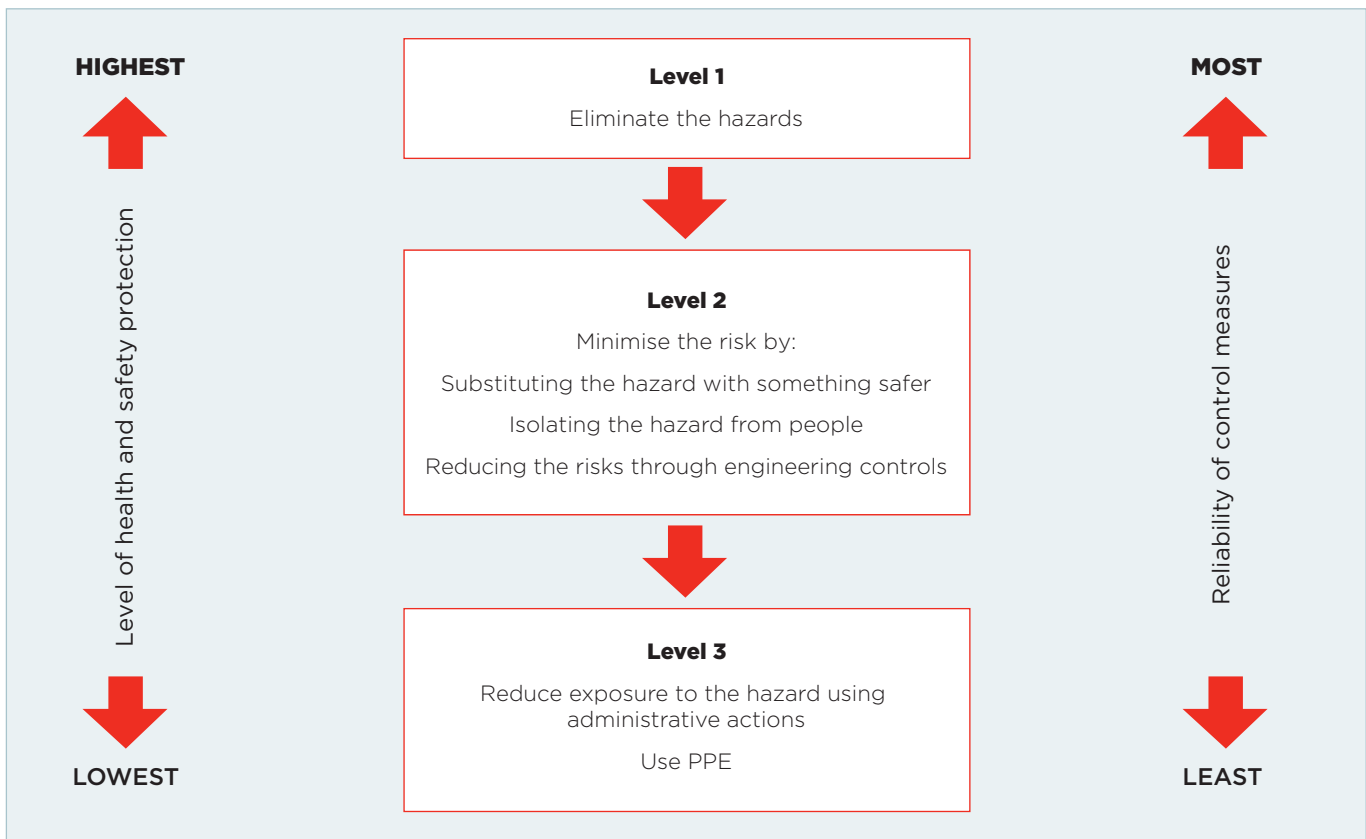 HIGHEST
Level of health and safety protection
LOWEST
Level 1
Eliminate the hazards
Level 2
Minimise the risk by:
Substituting the hazard with something safer
Isolating the hazard from people
Reducing the risks through engineering controls
Level 3
Reduce exposure to the hazard using
administrative actions
Use PPE
MOST
Reliability of control measures
LEAST